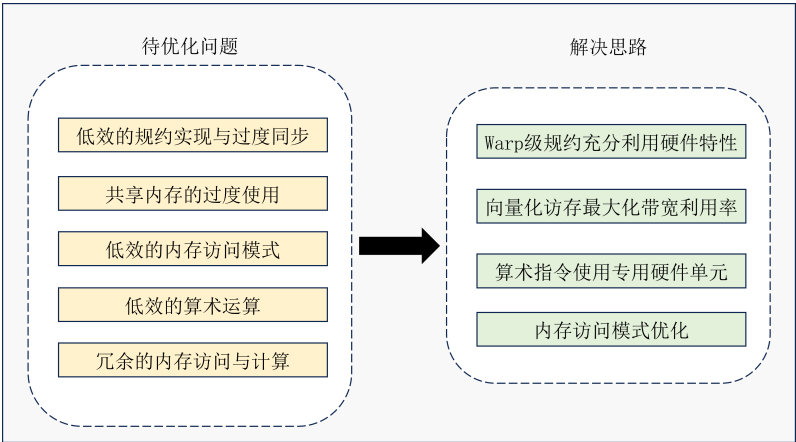 待优化问题
低效的规约实现与过度同步
共享内存的过度使用
低效的内存访问模式
低效的算术运算
冗余的内存访问与计算
解决思路
Warp级规约充分利用硬件特性
向量化访存最大化带宽利用率
算术指令使用专用硬件单元
内存访问模式优化